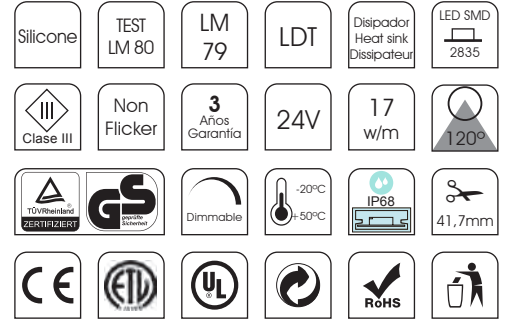 Silicone
TEST
LM 80
LM
79
LDT
Disipador
Heat sink
Dissipateur
LED SMD
2835
III
Clase III
Non
Flicker
3
Años
Garantía
24V
17
w/m
120º
TÜVRheinland
ZERTIFIZIERT
GS
geprüfte
Sicherheit
Dimmable
-20ºC
+50ºC
IP68
41,7mm
CE
ETL
UL
RoHS